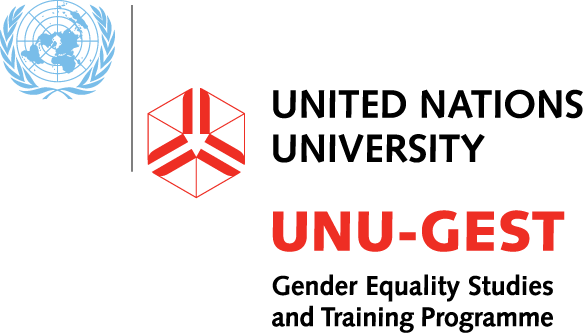 UNITED NATIONS
UNIVERSITY
UNU-GEST
Gender Equality Studies
and Training Programme